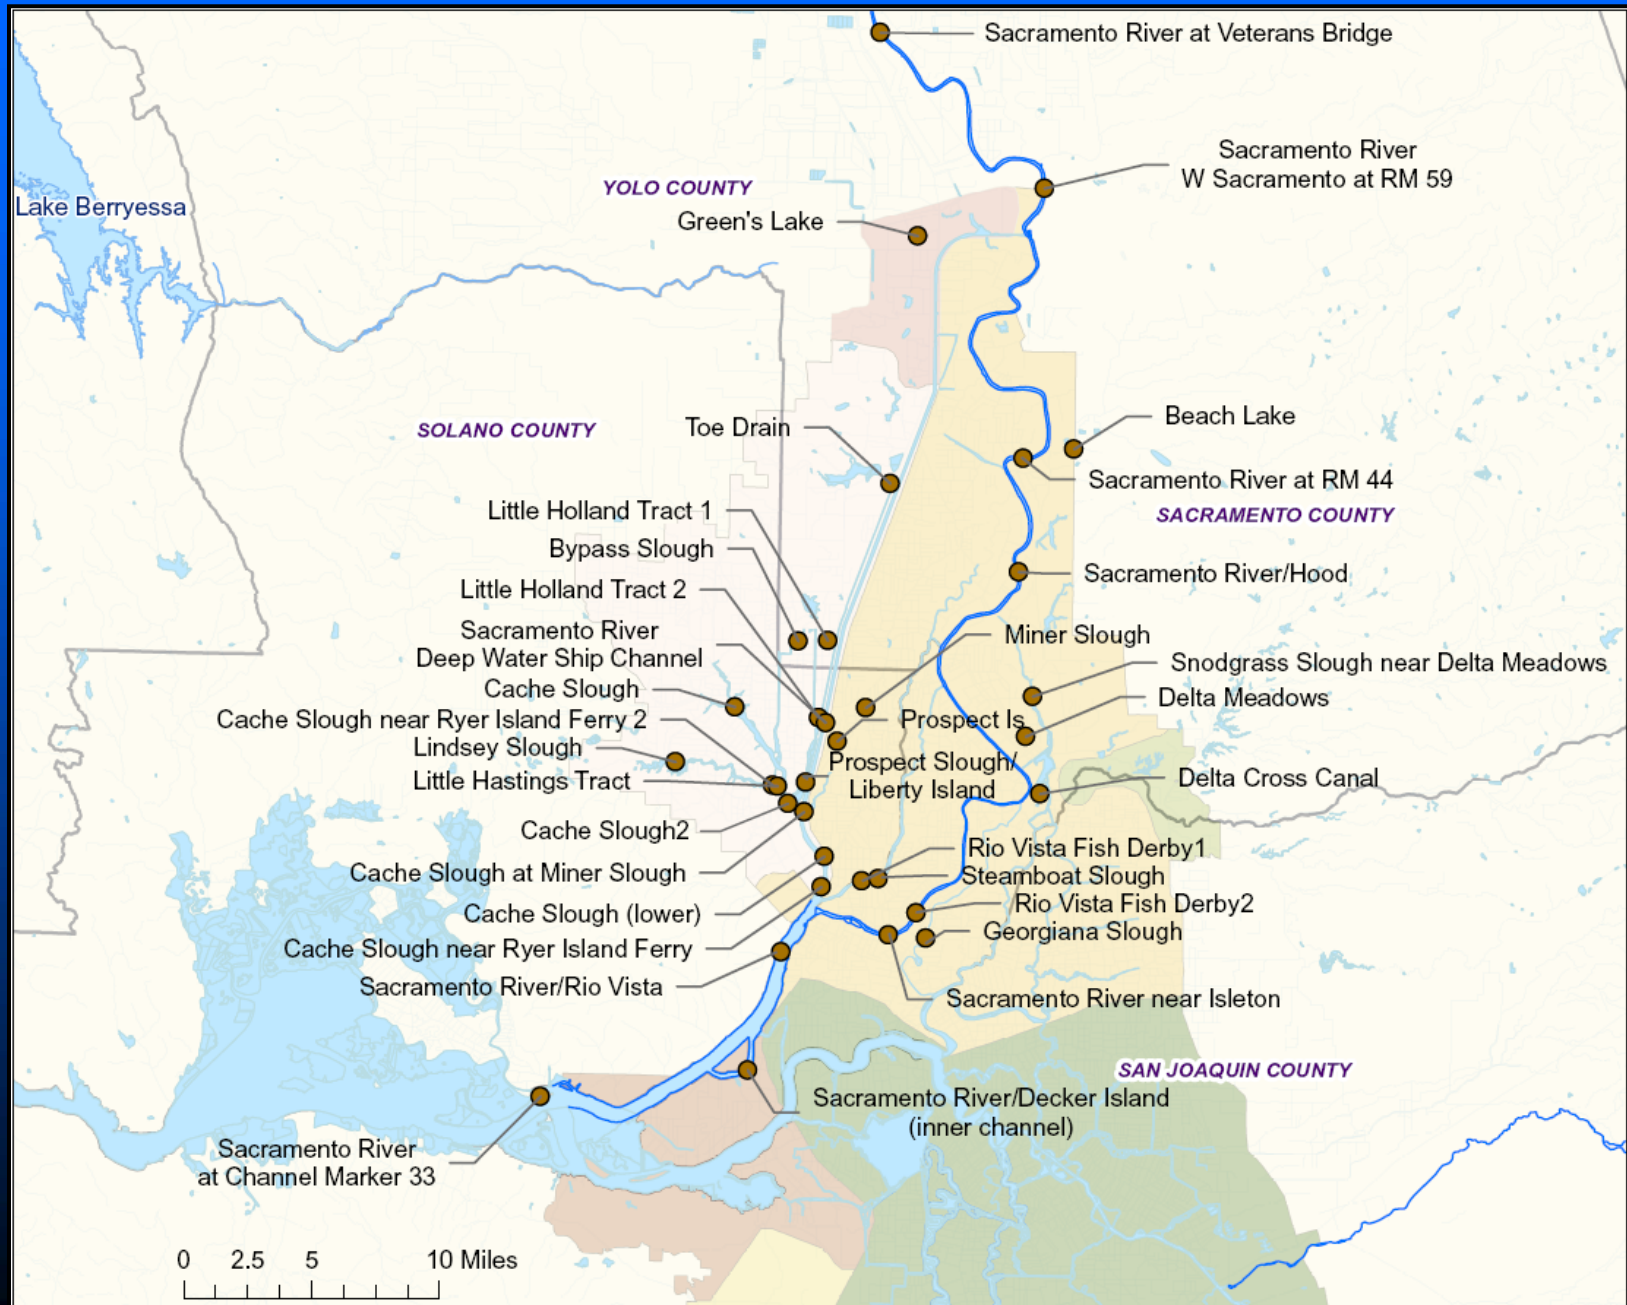 Sacramento River at Veterans Bridge
Sacramento River
W Sacramento at RM 59
YOLO COUNTY
Lake Berryessa
Green's Lake
SOLANO COUNTY
Toe Drain
Beach Lake
Sacramento River at RM 44
SACRAMENTO COUNTY
Little Holland Tract 1
Bypass Slough
Sacramento River/Hood
Little Holland Tract 2
Sacramento River
Deep Water Ship Channel
Miner Slough
Snodgrass Slough near Delta Meadows
Cache Slough
Delta Meadows
Cache Slough near Ryer Island Ferry 2
Prospect Is
Lindsey Slough
Prospect Slough/
Liberty Island
Little Hastings Tract
Delta Cross Canal
Cache Slough2
Rio Vista Fish Derby1
Cache Slough at Miner Slough
Steamboat Slough
Rio Vista Fish Derby2
Cache Slough (lower)
Georgiana Slough
Cache Slough near Ryer Island Ferry
Sacramento River/Rio Vista
Sacramento River near Isleton
SAN JOAQUIN COUNTY
Sacramento River/Decker Island
(inner channel)
Sacramento River
at Channel Marker 33
0 2.5 5 10 Miles